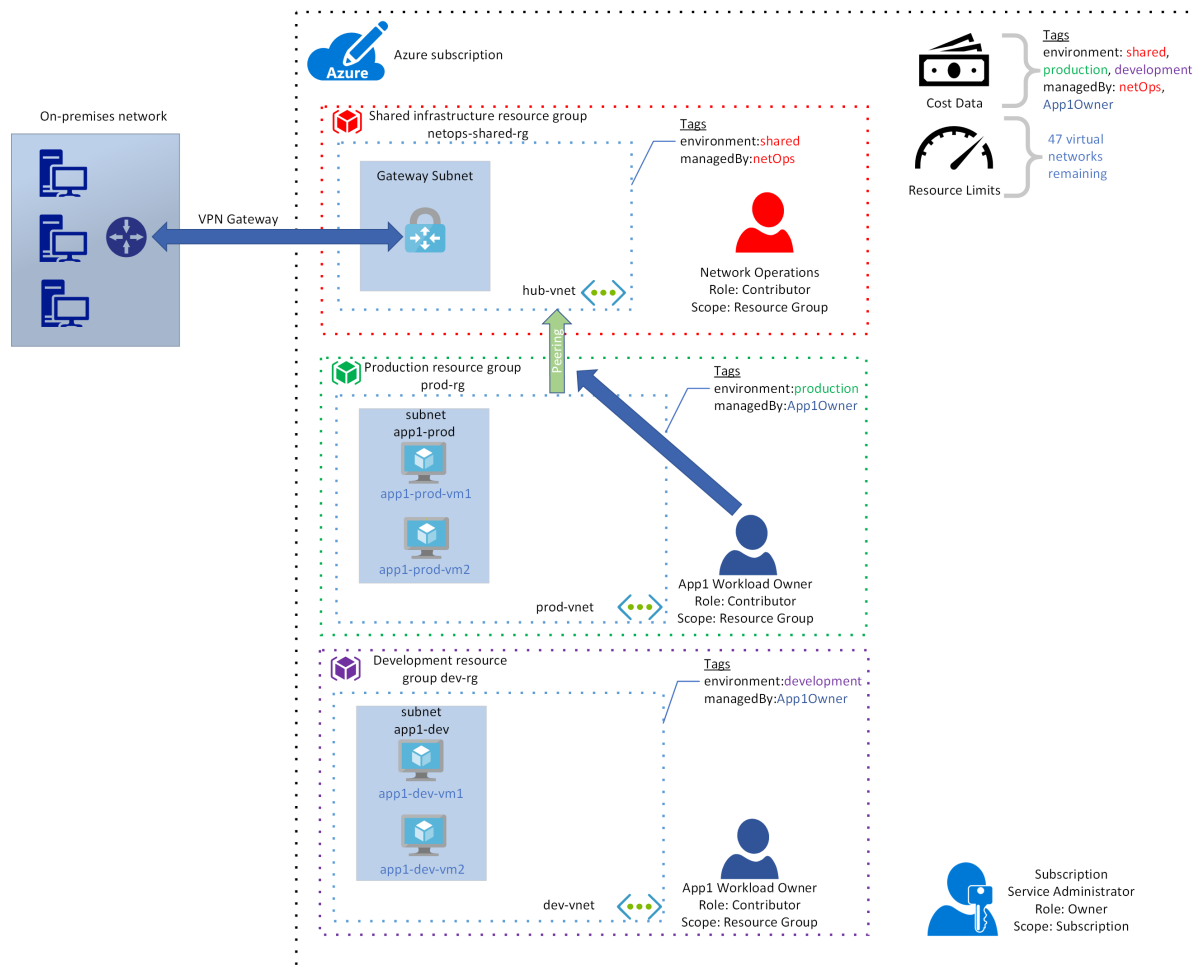 Azure
Azure subscription
Tags
environment: shared,
production, development
managedBy: netOps,
App1Owner
Cost Data
47 virtual
networks
remaining
Resource Limits
On-premises network
VPN Gateway
Shared infrastructure resource group
netops-shared-rg
Tags
environment:shared
managedBy:netOps
Gateway Subnet
hub-vnet
Network Operations
Role: Contributor
Scope: Resource Group
Peering
Production resource group
prod-rg
Tags
environment:production
managedBy:App1Owner
subnet
app1-prod
app1-prod-vm1
app1-prod-vm2
prod-vnet
App1 Workload Owner
Role: Contributor
Scope: Resource Group
Development resource
group dev-rg
Tags
environment:development
managedBy:App1Owner
subnet
app1-dev
app1-dev-vm1
app1-dev-vm2
dev-vnet
App1 Workload Owner
Role: Contributor
Scope: Resource Group
Subscription
Service Administrator
Role: Owner
Scope: Subscription